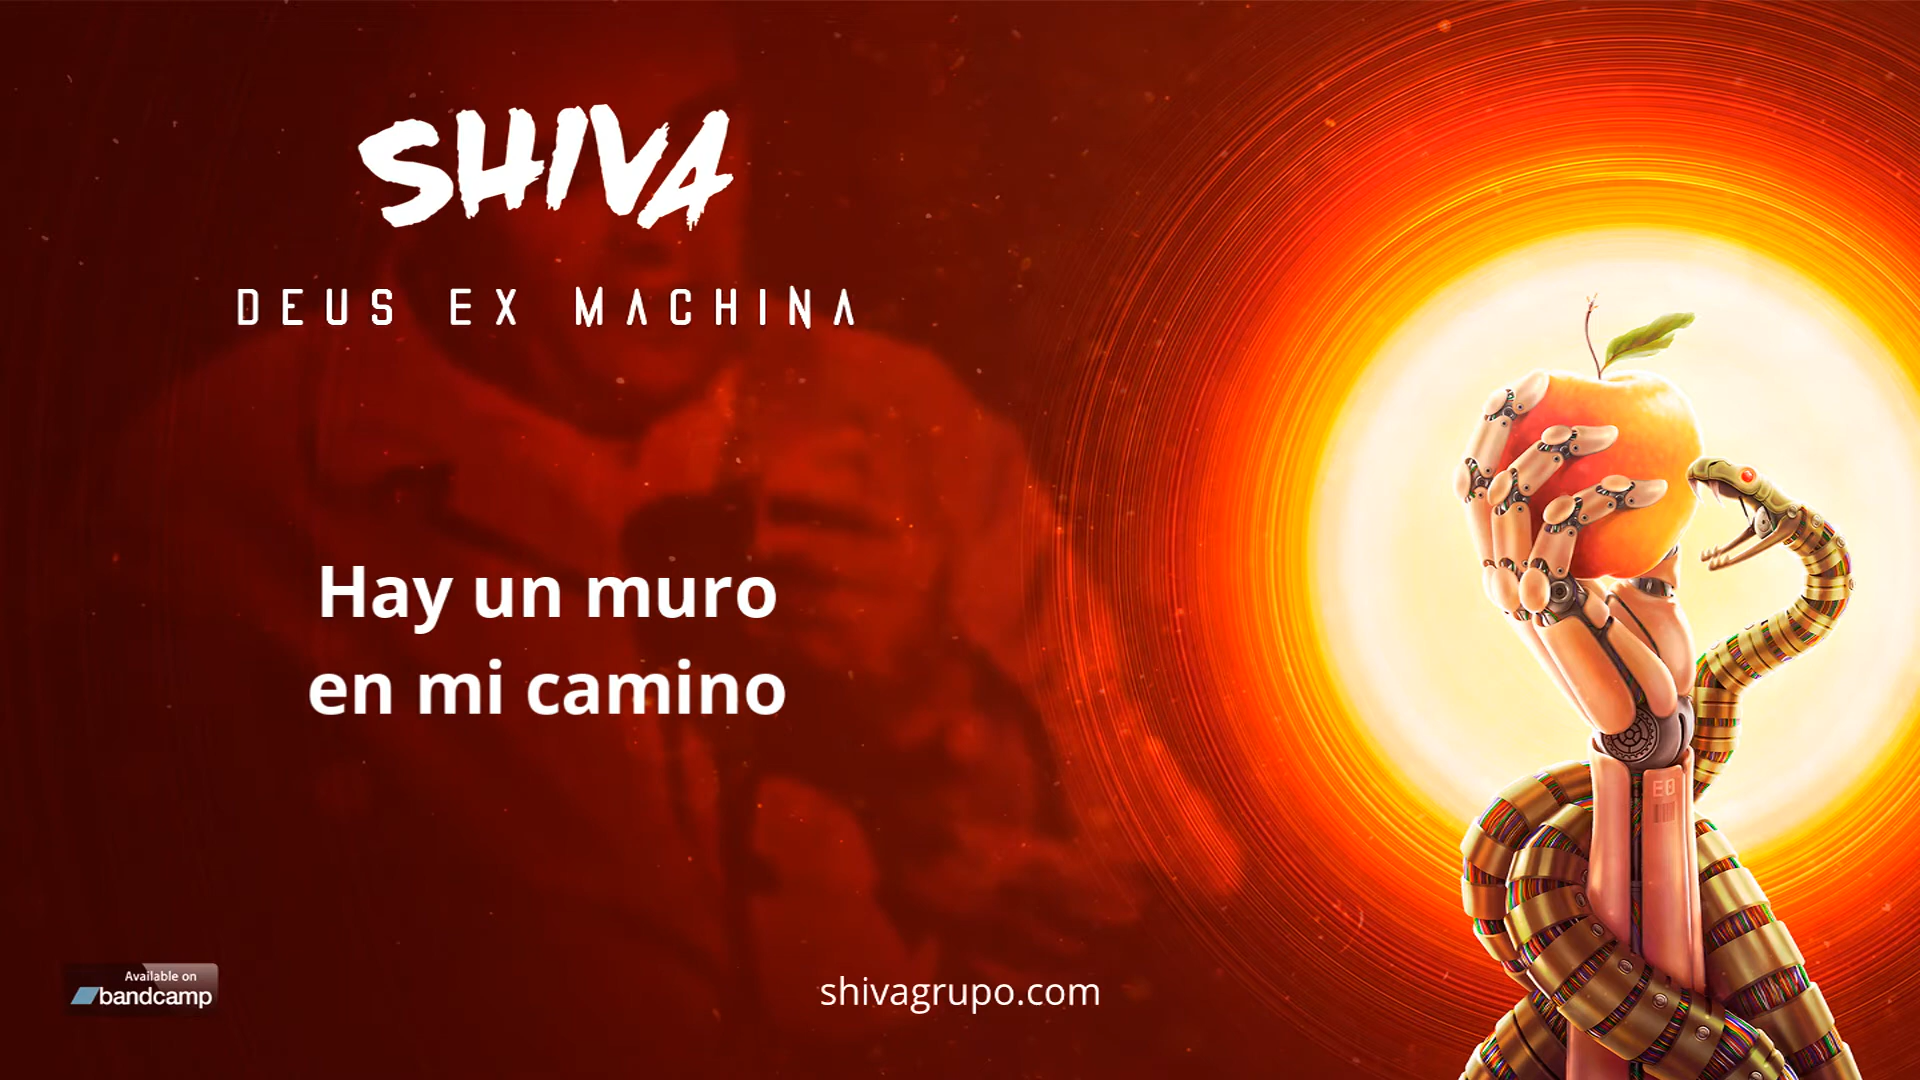 SHIVA
DEUS EX MACHINA
Hay un muro
en mi camino
Available on
bandcamp
shivagrupo.com